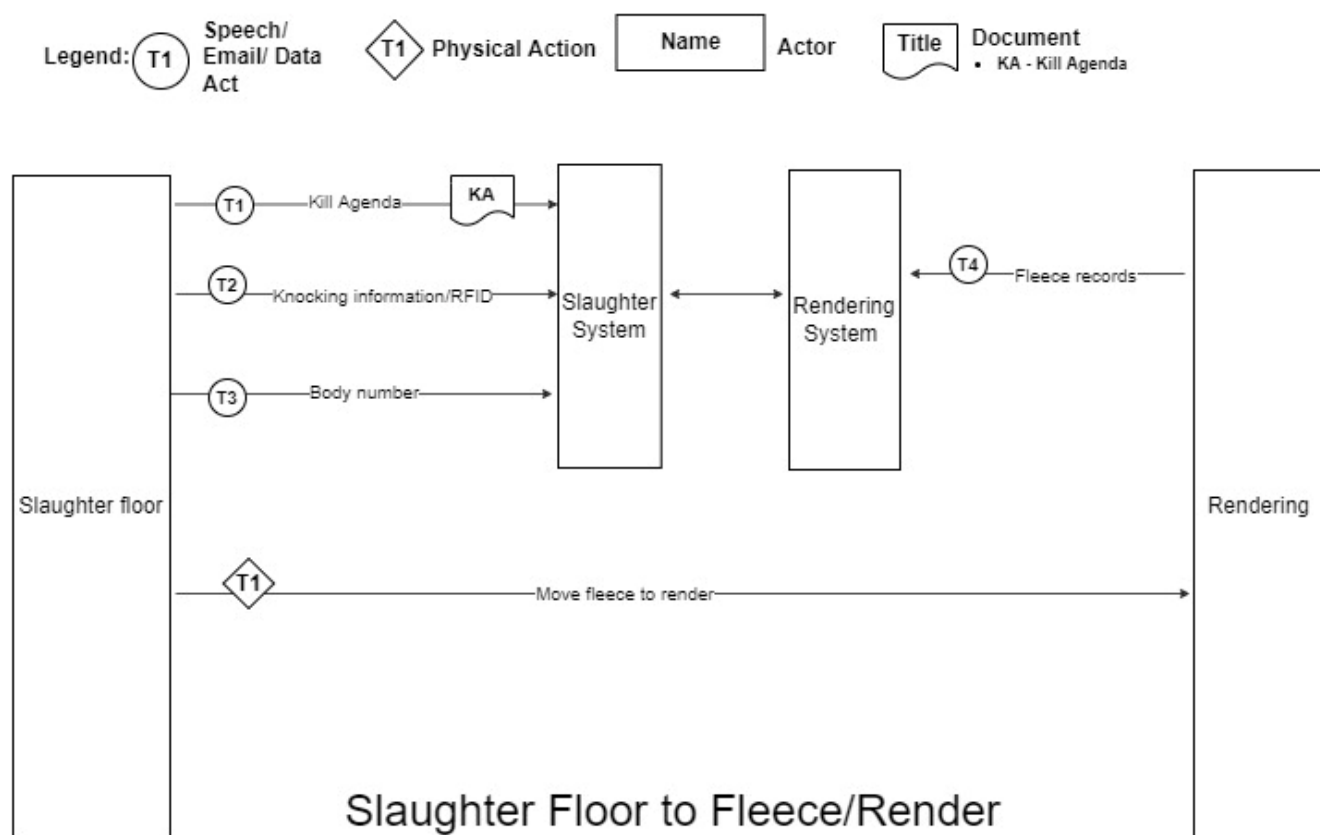 Legend:
T1
Speech/
Email/ Data
Act
T1
Physical Action
Name
Actor
Title
Document
• KA - Kill Agenda
T1
Kill Agenda
KA
T2
Knocking information/RFID
T3
Body number
Slaughter
System
Rendering
System
T4
Fleece records
Slaughter floor
Rendering
T1
Move fleece to render
Slaughter Floor to Fleece/Render